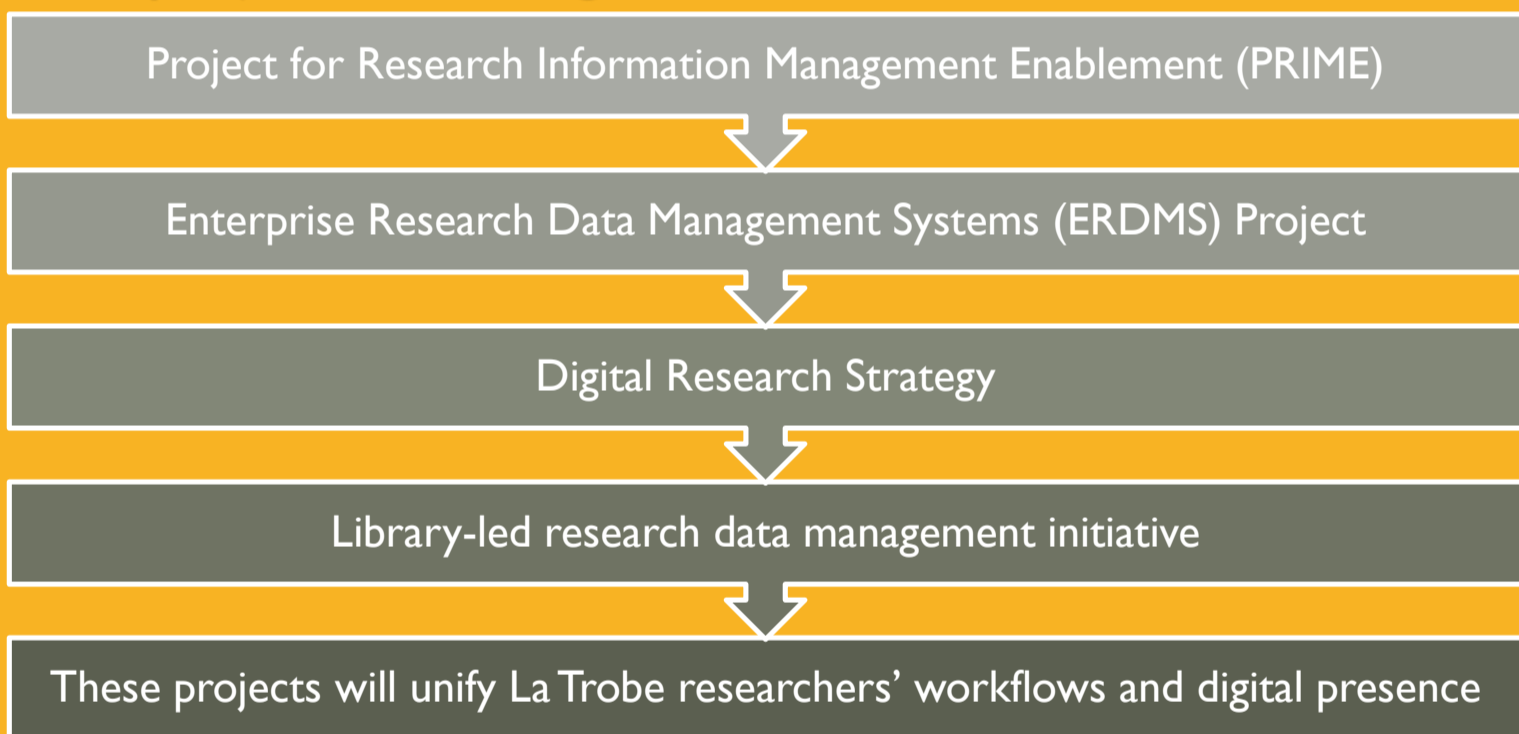 Project for Research Information Management Enablement (PRIME)
Enterprise Research Data Management Systems (ERDMS) Project
Digital Research Strategy
Library-led research data management initiative
These projects will unify La Trobe researchers’ workflows and digital presence